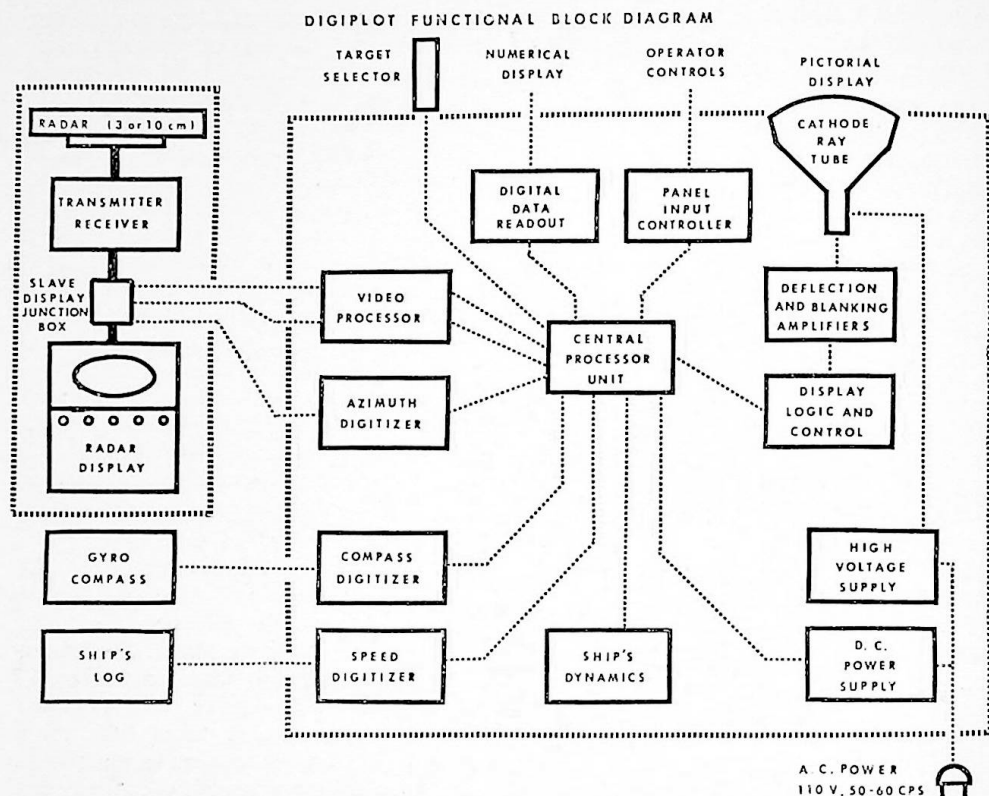 DIGIPLOT FUNCTIONAL BLOCK DIAGRAM
TARGET
SELECTOR
NUMERICAL
DISPLAY
OPERATOR
CONTROLS
PICTORIAL
DISPLAY
RADAR (3 or 10 cm)
CATHODE
RAY
TUBE
TRANSMITTER
RECEIVER
DIGITAL
DATA
READOUT
PANEL
INPUT
CONTROLLER
SLAVE
DISPLAY
JUNCTION
BOX
VIDEO
PROCESSOR
DEFLECTION
AND BLANKING
AMPLIFIERS
CENTRAL
PROCESSOR
UNIT
AZIMUTH
DIGITIZER
DISPLAY
LOGIC AND
CONTROL
RADAR
DISPLAY
GYRO
COMPASS
COMPASS
DIGITIZER
HIGH
VOLTAGE
SUPPLY
SHIP'S
LOG
SPEED
DIGITIZER
SHIP'S
DYNAMICS
D. C.
POWER
SUPPLY
A. C. POWER
110 V, 50-60 CPS